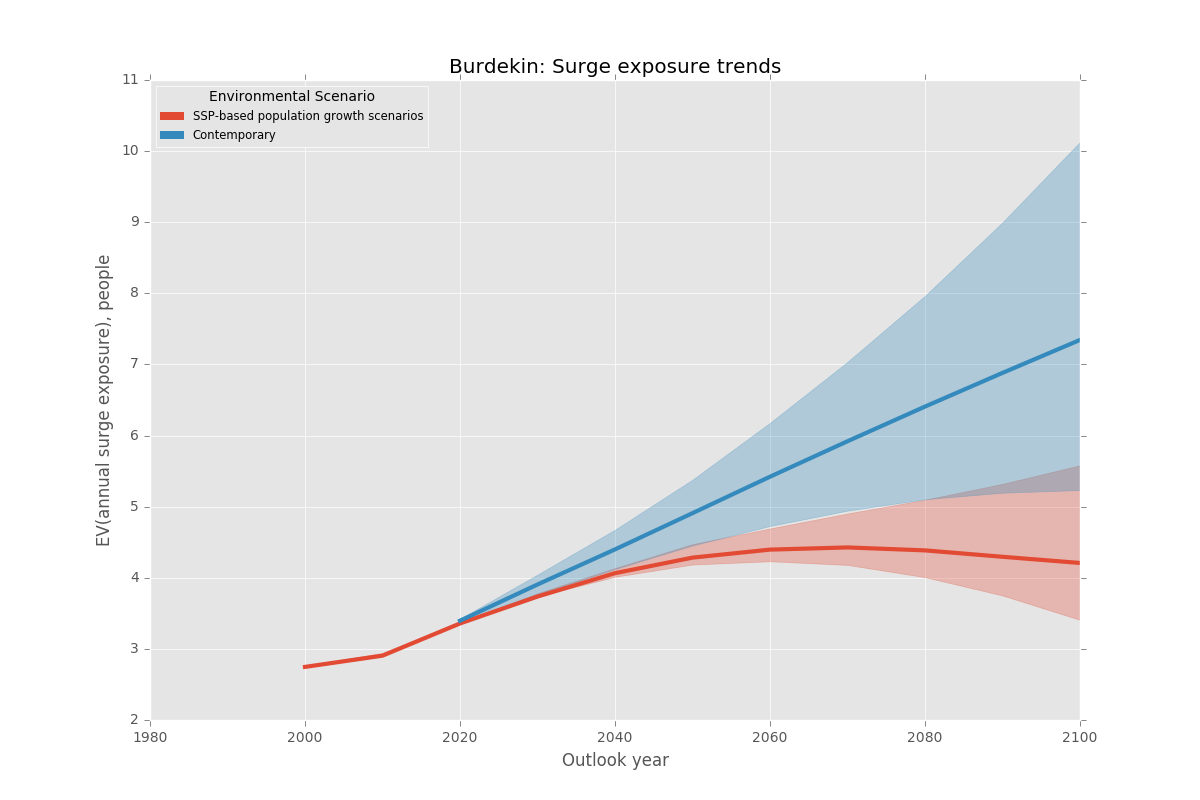 Burdekin: Surge exposure trends
Environmental Scenario
SSP-based population growth scenarios
Contemporary
11
10
9
8
7
6
5
4
3
2
EV(annual surge exposure), people
1980 2000 2020 2040 2060 2080 2100
Outlook year